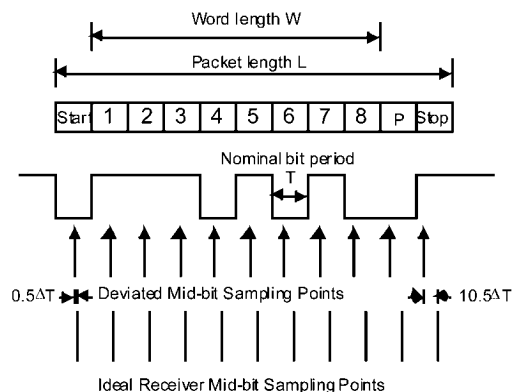 Word length W
Packet length L
Start 1 2 3 4 5 6 7 8 P Stop
Nominal bit period
T
0.5ΔT Deviated Mid-bit Sampling Points 10.5ΔT
Ideal Receiver Mid-bit Sampling Points